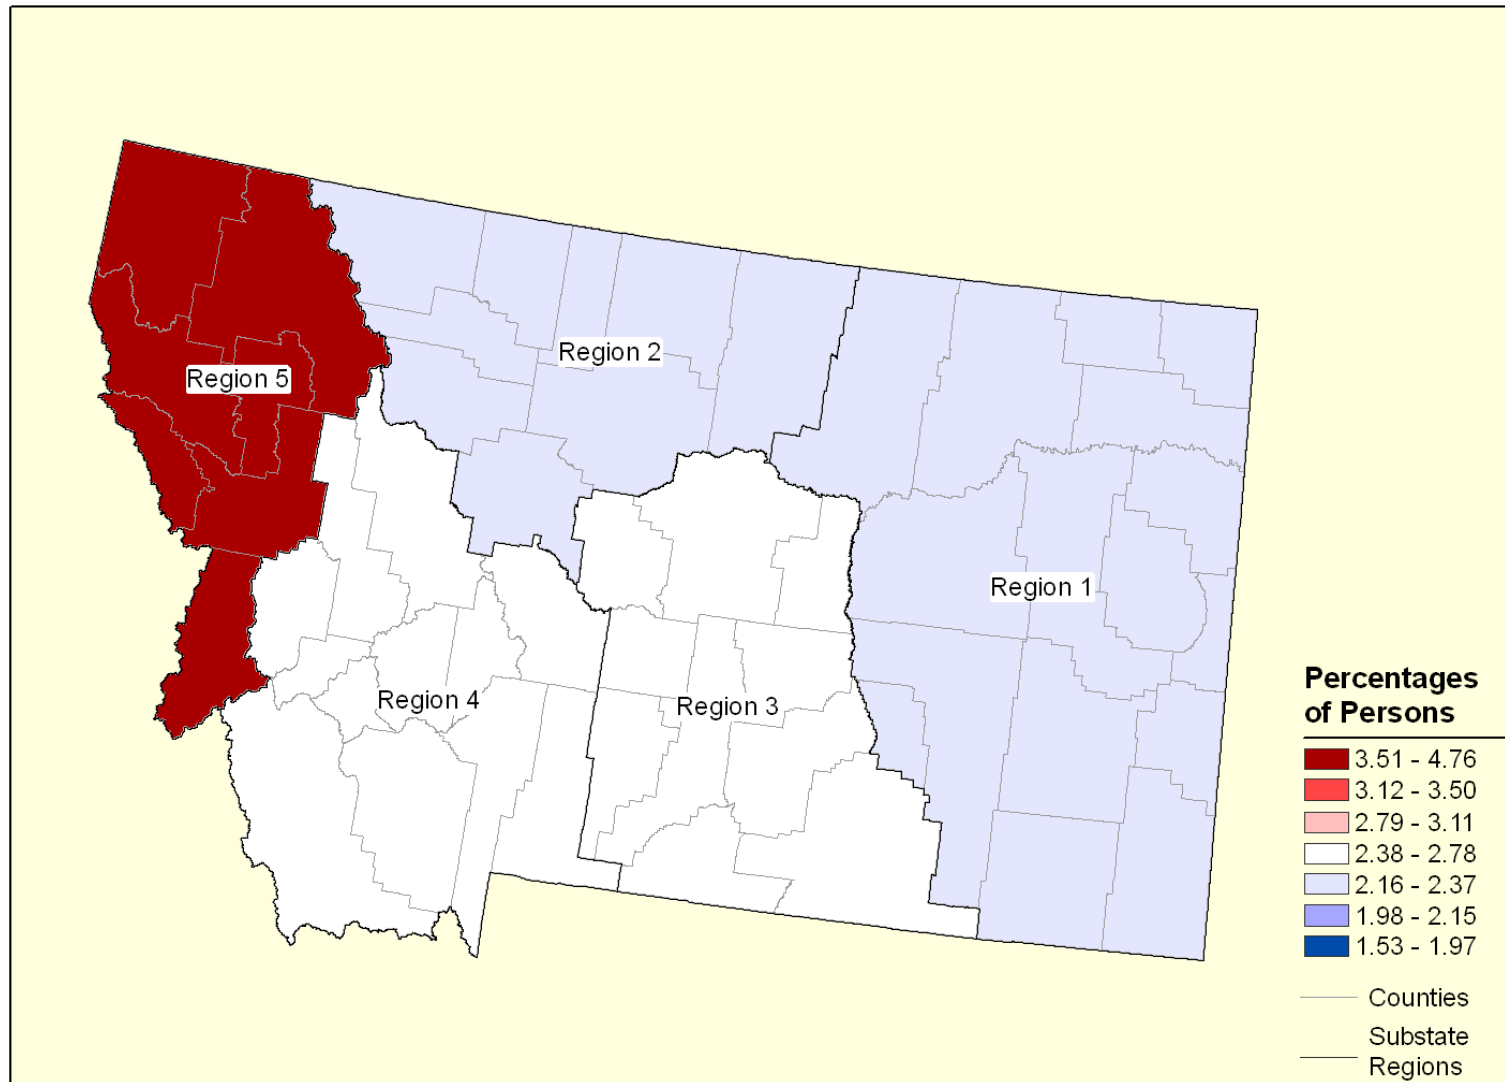 Region 2
Region 5
Region 1
Region 4
Region 3
Percentages
of Persons
3.51 - 4.76
3.12 - 3.50
2.79 - 3.11
2.38 - 2.78
2.16 - 2.37
1.98 - 2.15
1.53 - 1.97
Counties
Substate
Regions